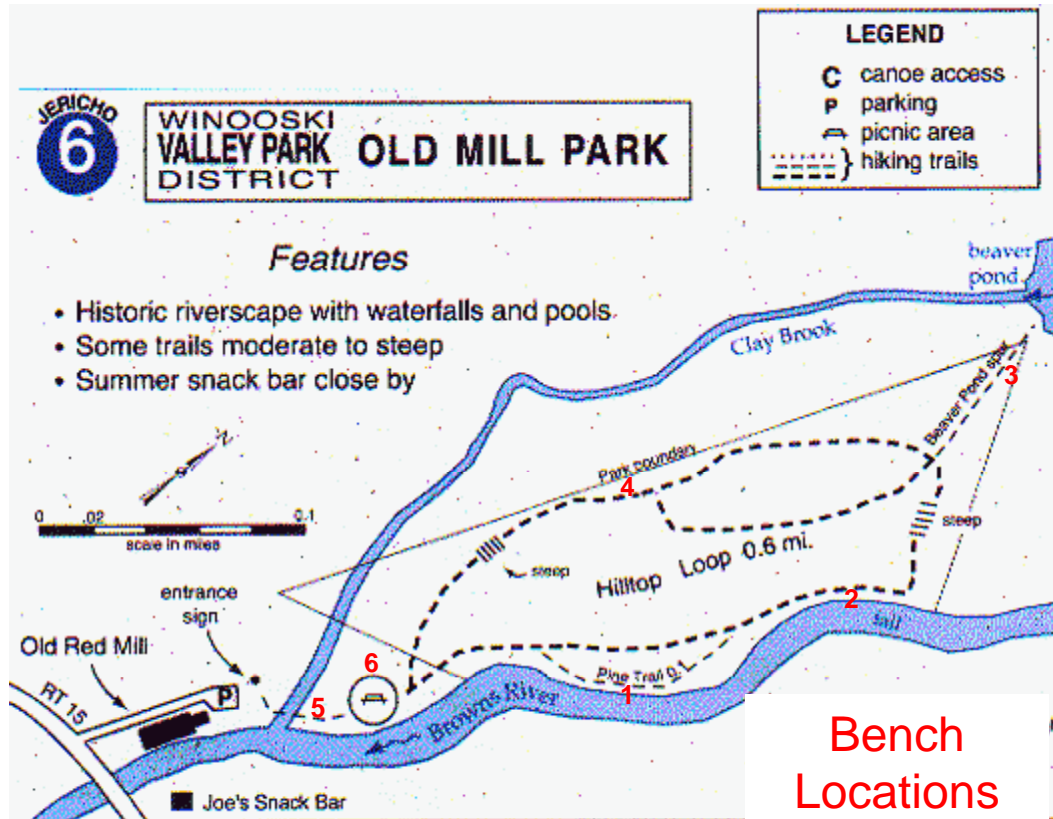 LEGEND
C canoe access
P parking
picnic area
} hiking trails
JERICHO
6
WINOOSKI
VALLEY PARK
DISTRICT
OLD MILL PARK
Features
• Historic riverscape with waterfalls and pools
• Some trails moderate to steep
• Summer snack bar close by
beaver
pond
Clay Brook
Beaver Pond spur
3
Park boundary
4
N
0 .02 0.1
scale in miles
steep
steep
Hilltop Loop 0.6 mi.
entrance
sign
2
fall
Old Red Mill
6
Pine Trail 0.1
1
P
5
RT 15
Browns River
Joe's Snack Bar
Bench
Locations